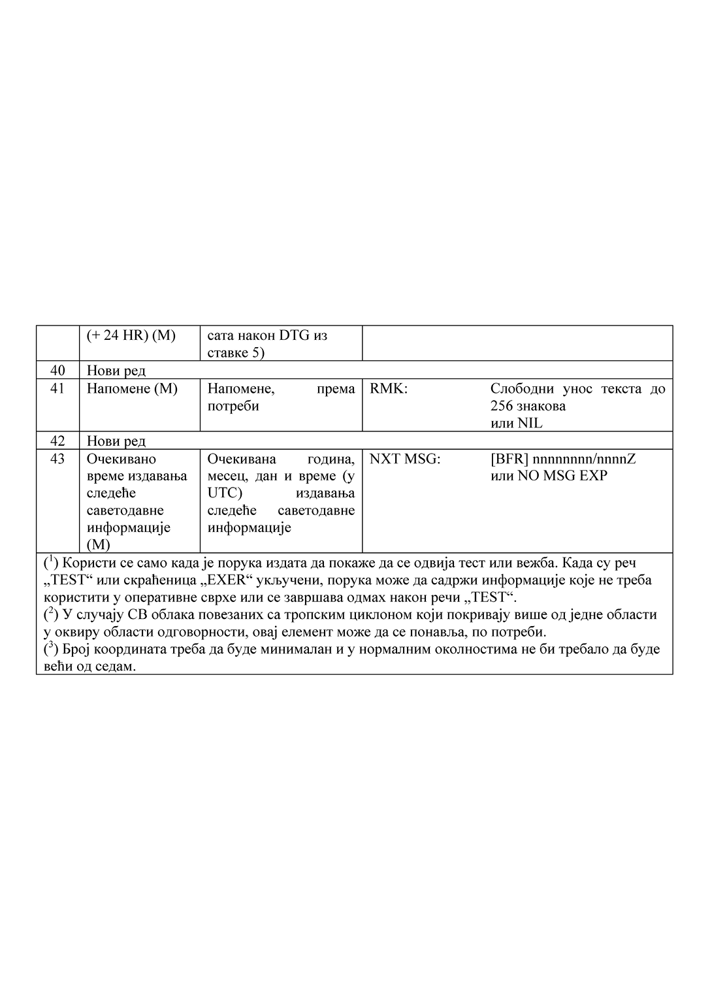 (+ 24 HR) (M) сата након DTG из
ставке 5)
40 Нови ред
41 Напомене (М) Напомене, према RMK: Слободни унос текста до
потреби 256 знакова
или NIL
42 Нови ред
43 Очекивано Очекивана година, NXT MSG: [BFR] nnnnnnnn/nnnnZ
време издавања месец, дан и време (у или NO MSG EXP
следеће UTC) издавања
саветодавне следеће саветодавне
информације информације
(М)
(1) Користи се само када је порука издата да покаже да се одвија тест или вежба. Када су реч
„TEST“ или скраћеница „EXER“ укључени, порука може да садржи информације које не треба
користити у оперативне сврхе или се завршава одмах након речи „TEST“.
(2) У случају CB облака повезаних са тропским циклоном који покривају више од једне области
у оквиру области одговорности, овај елемент може да се понавља, по потреби.
(3) Број координата треба да буде минималан и у нормалним околностима не би требало да буде
већи од седам.